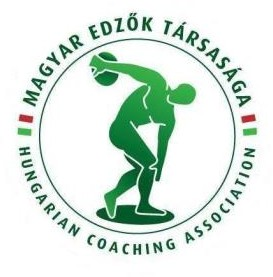 MAGYAR EDZŐK TÁRSASÁGA
HUNGARIAN COACHING ASSOCIATION